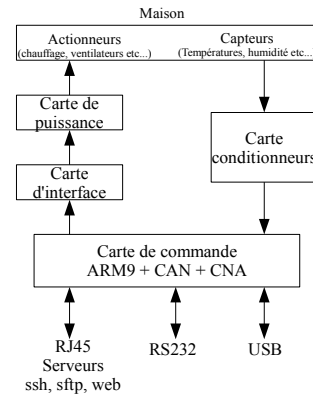 Maison
Actionneurs
(chauffage, ventilateurs etc...)
Capteurs
(Températures, humidité etc...)
Carte de
puissance
Carte
conditionneurs
Carte
d'interface
Carte de commande
ARM9 + CAN + CNA
RJ45
Serveurs
ssh, sftp, web
RS232
USB